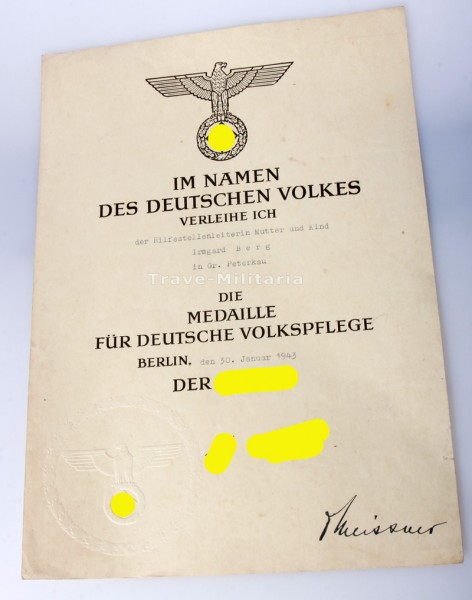 IM NAMEN
DES DEUTSCHEN VOLKES
VERLEIHE ICH
der Hilfsstellenleiterin Mutter und Kind
Irmgard B e r g
in Gr. Peterkau
Trave-Militaria
DIE
MEDAILLE
FÜR DEUTSCHE VOLKSPFLEGE
BERLIN, den 30. Januar 1943
DER
Meissner